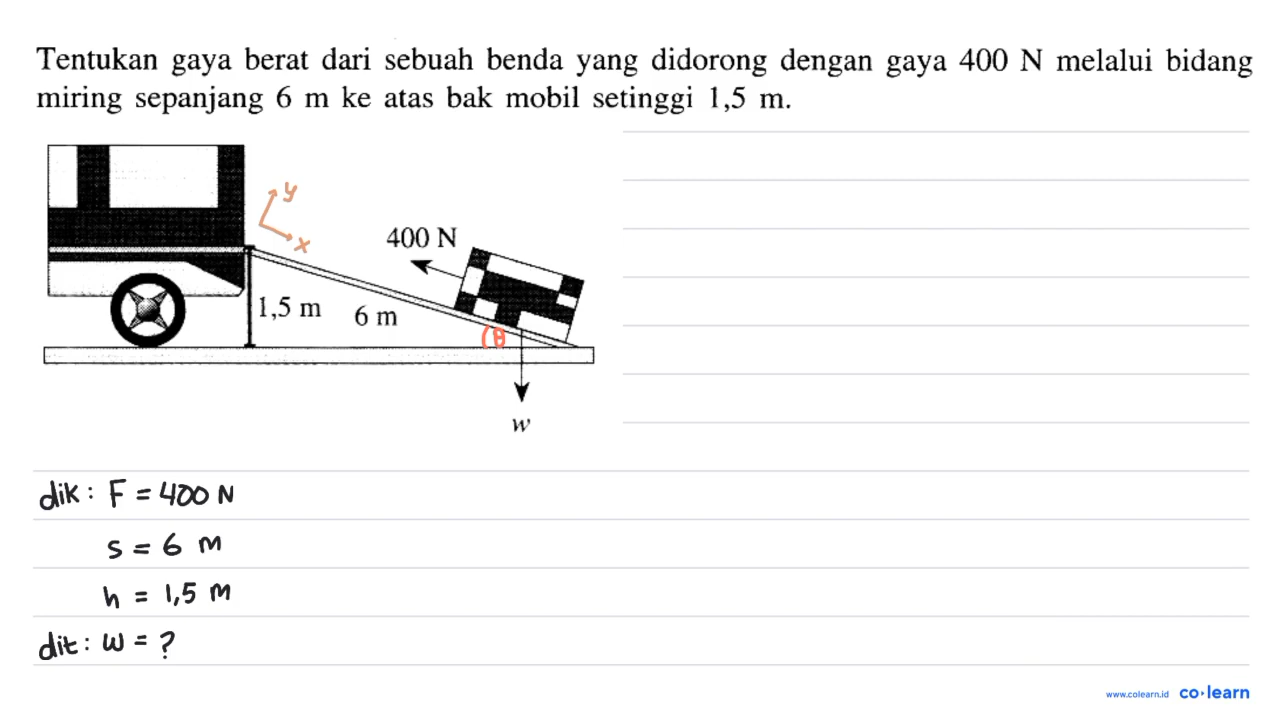 Tentukan gaya berat dari sebuah benda yang didorong dengan gaya 400 N melalui bidang
miring sepanjang 6 m ke atas bak mobil setinggi 1,5 m.
y
x
400 N
1,5 m
6 m
θ
w
dik : F = 400 N
s = 6 m
h = 1,5 m
dit : w = ?
www.colearn.id co·learn